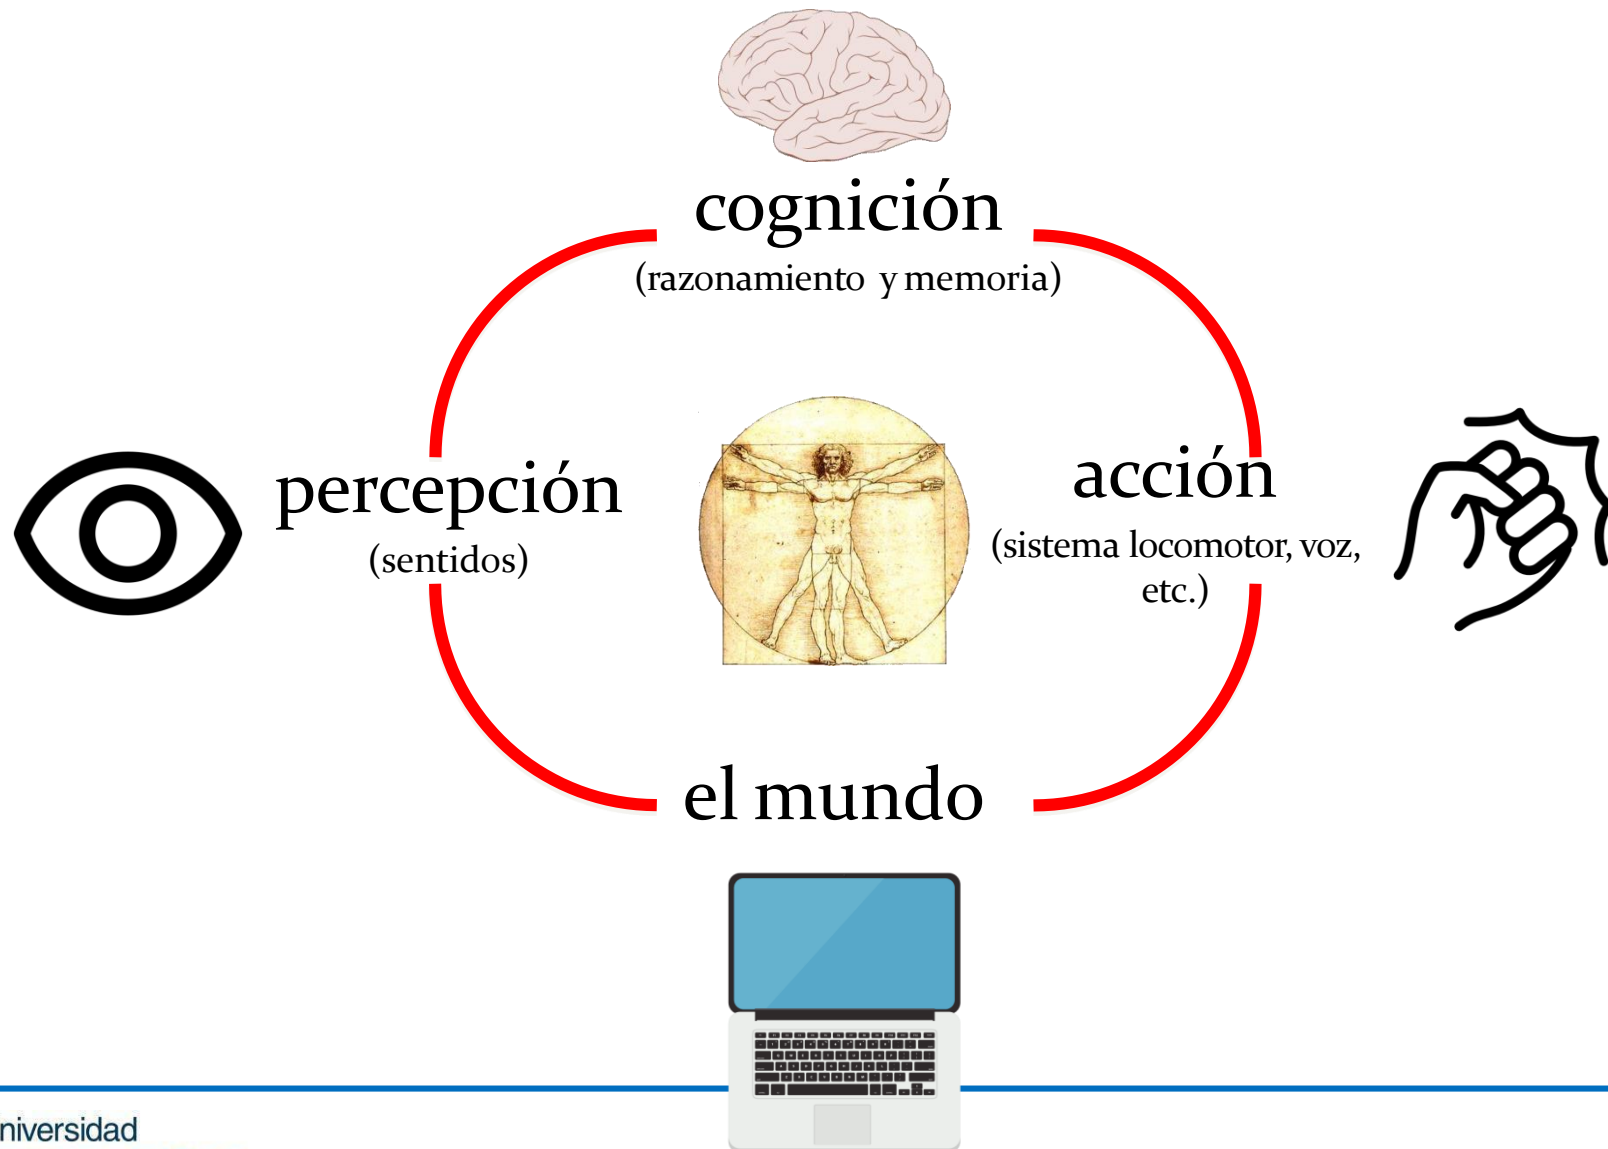 cognición
(razonamiento y memoria)
percepción
(sentidos)
acción
(sistema locomotor, voz,
etc.)
el mundo
niversidad